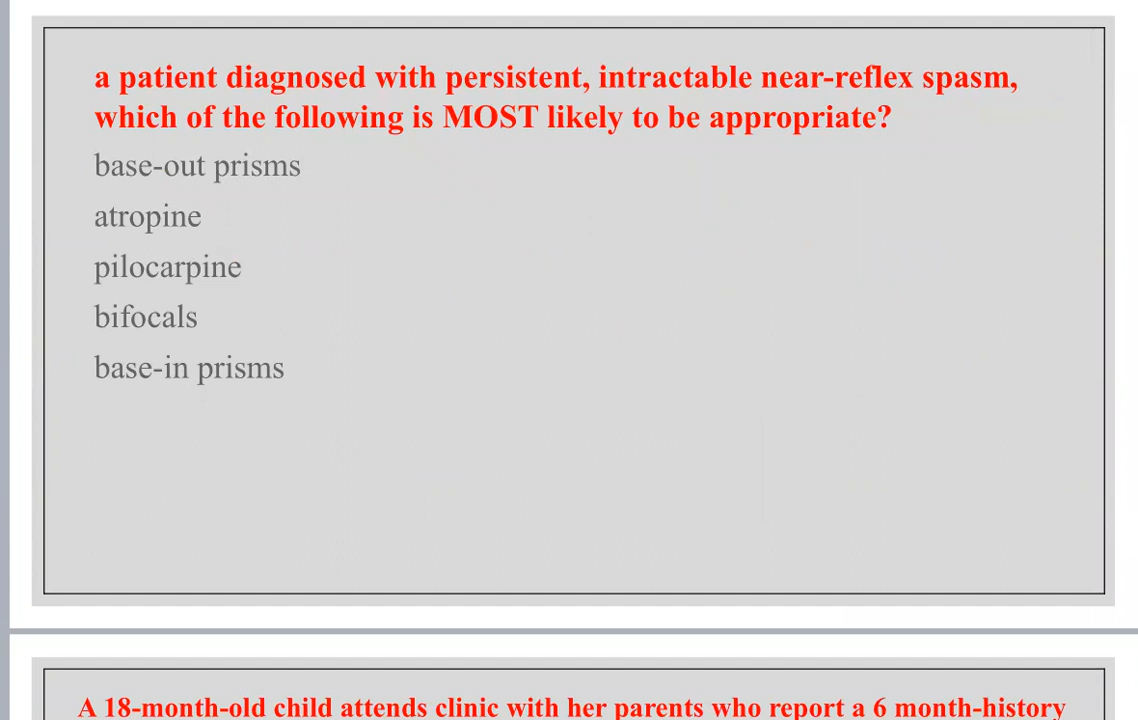 a patient diagnosed with persistent, intractable near-reflex spasm,
which of the following is MOST likely to be appropriate?
base-out prisms
atropine
pilocarpine
bifocals
base-in prisms
A 18-month-old child attends clinic with her parents who report a 6 month-history